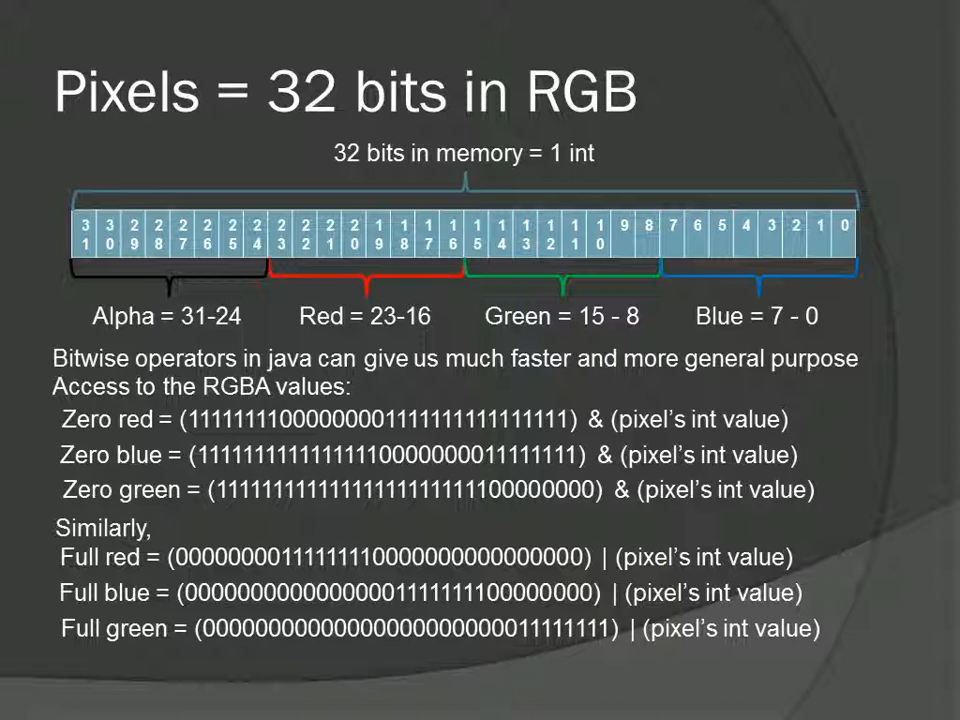 Pixels = 32 bits in RGB
32 bits in memory = 1 int
31 30 29 28 27 26 25 24 23 22 21 20 19 18 17 16 15 14 13 12 11 10 9 8 7 6 5 4 3 2 1 0
Alpha = 31-24 Red = 23-16 Green = 15 - 8 Blue = 7 - 0
Bitwise operators in java can give us much faster and more general purpose
Access to the RGBA values:
Zero red = (11111111000000001111111111111111) & (pixel's int value)
Zero blue = (11111111111111110000000011111111) & (pixel's int value)
Zero green = (11111111111111111111111100000000) & (pixel's int value)
Similarly,
Full red = (00000000111111110000000000000000) | (pixel's int value)
Full blue = (00000000000000001111111100000000) | (pixel's int value)
Full green = (00000000000000000000000011111111) | (pixel's int value)